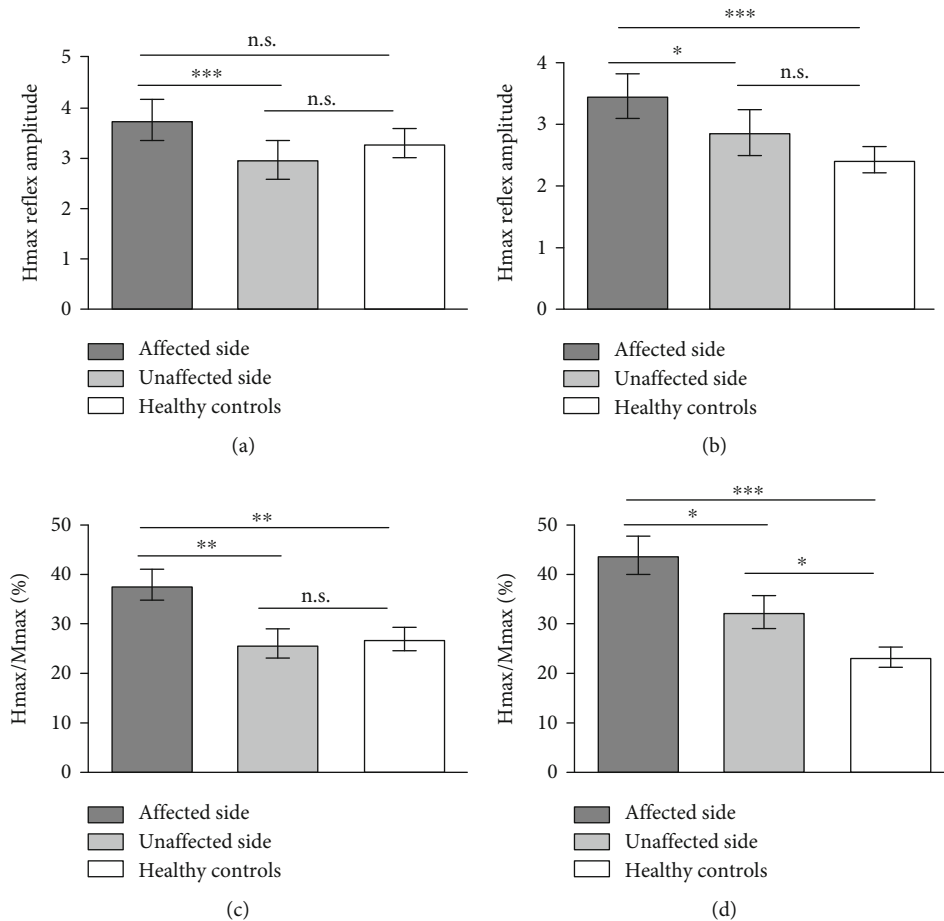 n.s.
***
n.s.
Hmax reflex amplitude
5
4
3
2
1
0
Affected side
Unaffected side
Healthy controls
(a)
***
*
n.s.
Hmax reflex amplitude
4
3
2
1
0
Affected side
Unaffected side
Healthy controls
(b)
**
**
n.s.
Hmax/Mmax (%)
50
40
30
20
10
0
Affected side
Unaffected side
Healthy controls
(c)
***
*
*
Hmax/Mmax (%)
50
40
30
20
10
0
Affected side
Unaffected side
Healthy controls
(d)